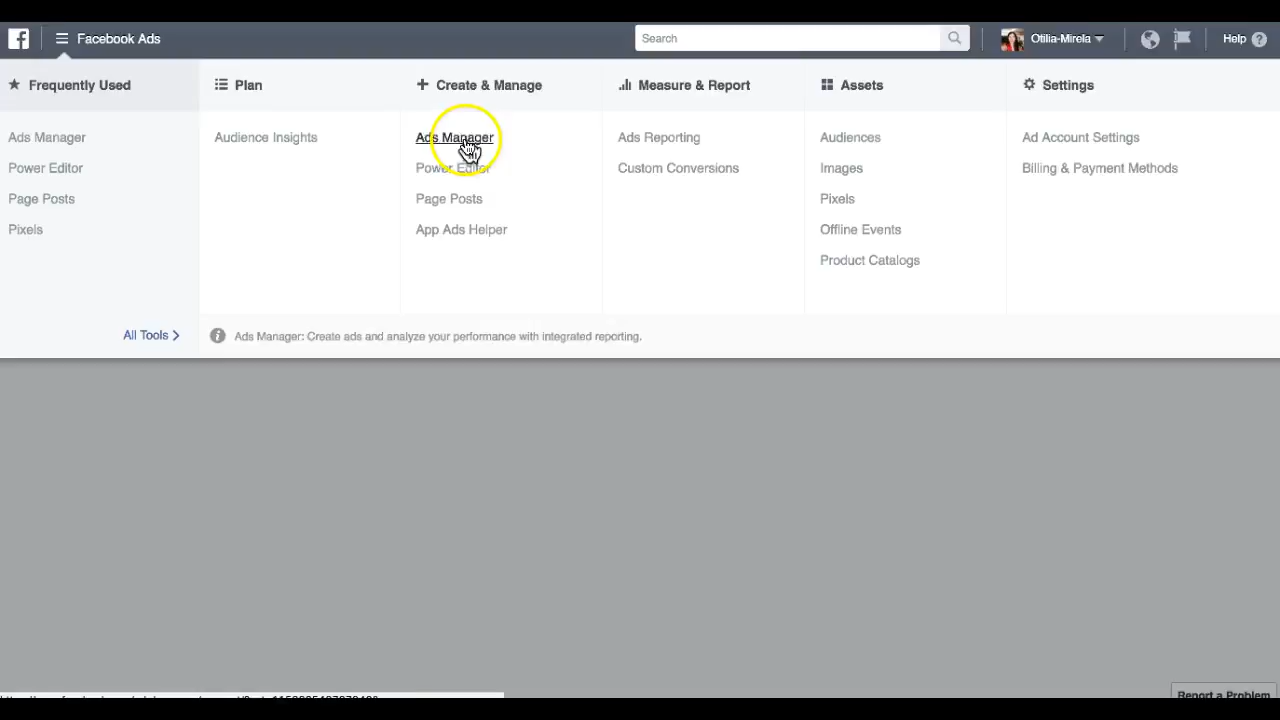 Facebook Ads
Search
Otilia-Mirela
Help
Frequently Used
Ads Manager
Power Editor
Page Posts
Pixels
All Tools
Plan
Audience Insights
Create & Manage
Ads Manager
Power Editor
Page Posts
App Ads Helper
Measure & Report
Ads Reporting
Custom Conversions
Assets
Audiences
Images
Pixels
Offline Events
Product Catalogs
Settings
Ad Account Settings
Billing & Payment Methods
Ads Manager: Create ads and analyze your performance with integrated reporting.
Report a Problem